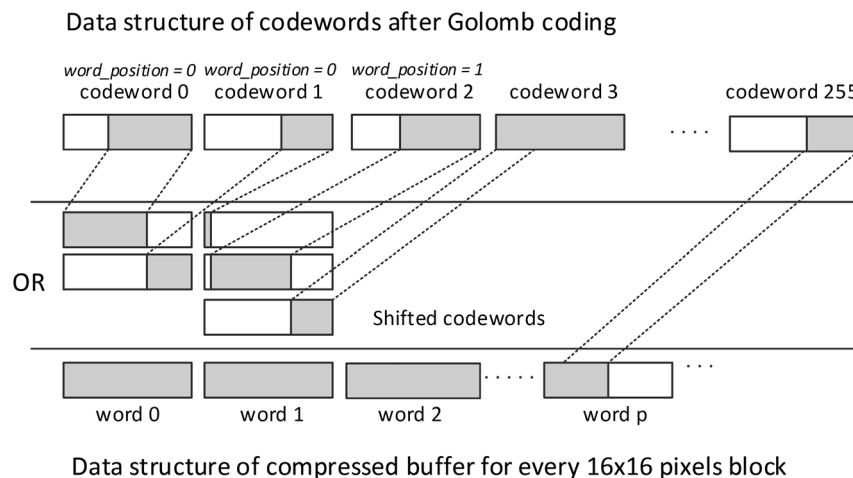 Data structure of codewords after Golomb coding
word_position = 0 word_position = 0 word_position = 1
codeword 0 codeword 1 codeword 2 codeword 3 .... codeword 255
OR
Shifted codewords
..... ...
word 0 word 1 word 2 word p
Data structure of compressed buffer for every 16x16 pixels block